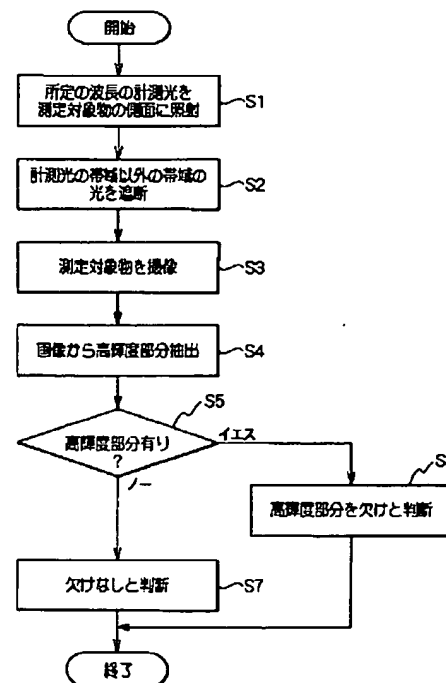 開始
所定の波長の計測光を
測定対象物の側面に照射
S1
計測光の帯域以外の帯域の
光を遮断
S2
測定対象物を撮像
S3
画像から高輝度部分抽出
S4
S5
高輝度部分有り
?
イエス
ノー
S
高輝度部分を欠けと判断
欠けなしと判断
S7
終了